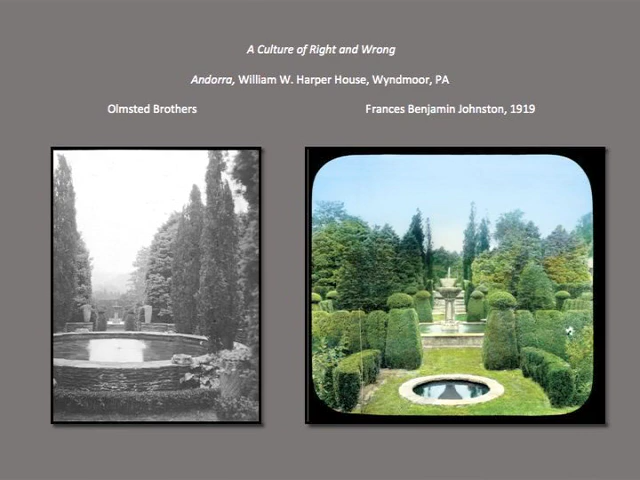 A Culture of Right and Wrong
Andorra, William W. Harper House, Wyndmoor, PA
Olmsted Brothers
Frances Benjamin Johnston, 1919